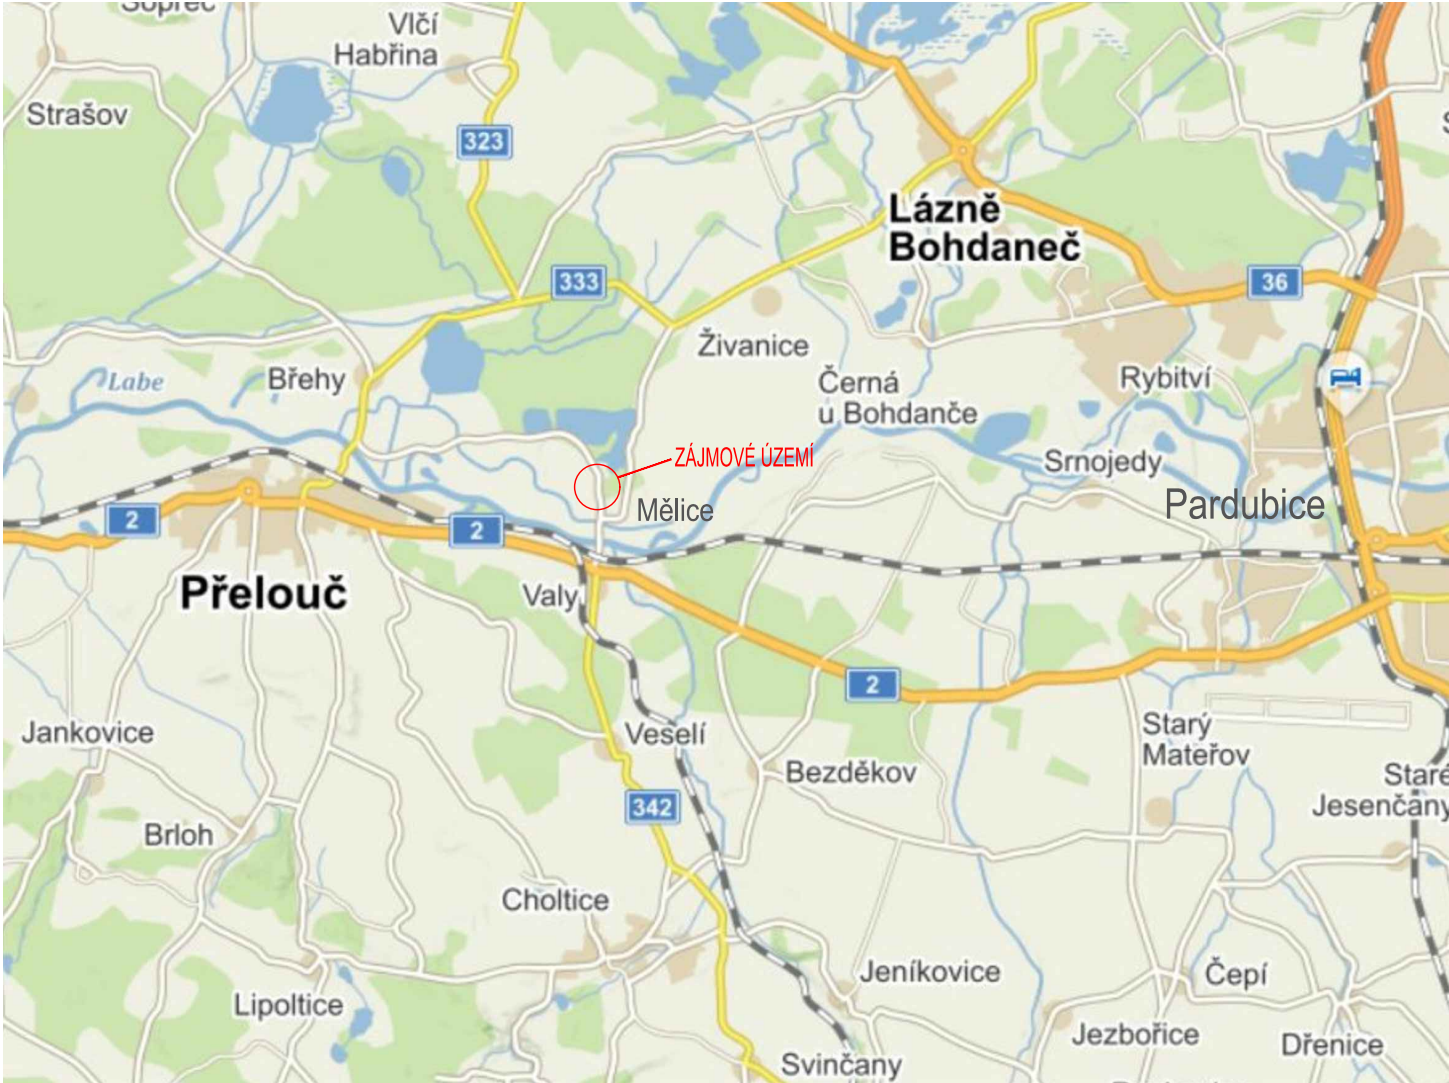 Sopřeč
Vlčí
Habřina
Strašov
323
Lázně
Bohdaneč
333
36
Živanice
Labe
Břehy
Černá
u Bohdanče
Rybitví
ZÁJMOVÉ ÚZEMÍ
Srnojedy
Mělice
Pardubice
2
2
Přelouč
Valy
2
Jankovice
Veselí
Starý
Mateřov
Bezděkov
Staré
Jesenčany
342
Brloh
Choltice
Jeníkovice
Čepí
Lipoltice
Jezbořice
Dřenice
Svinčany